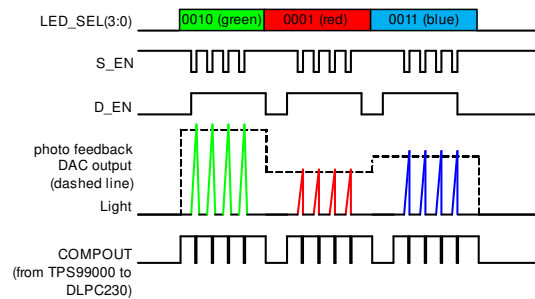 LED_SEL(3:0)
0010 (green)
0001 (red)
0011 (blue)
S_EN
D_EN
photo feedback
DAC output
(dashed line)
Light
COMPOUT
(from TPS99000 to
DLPC230)